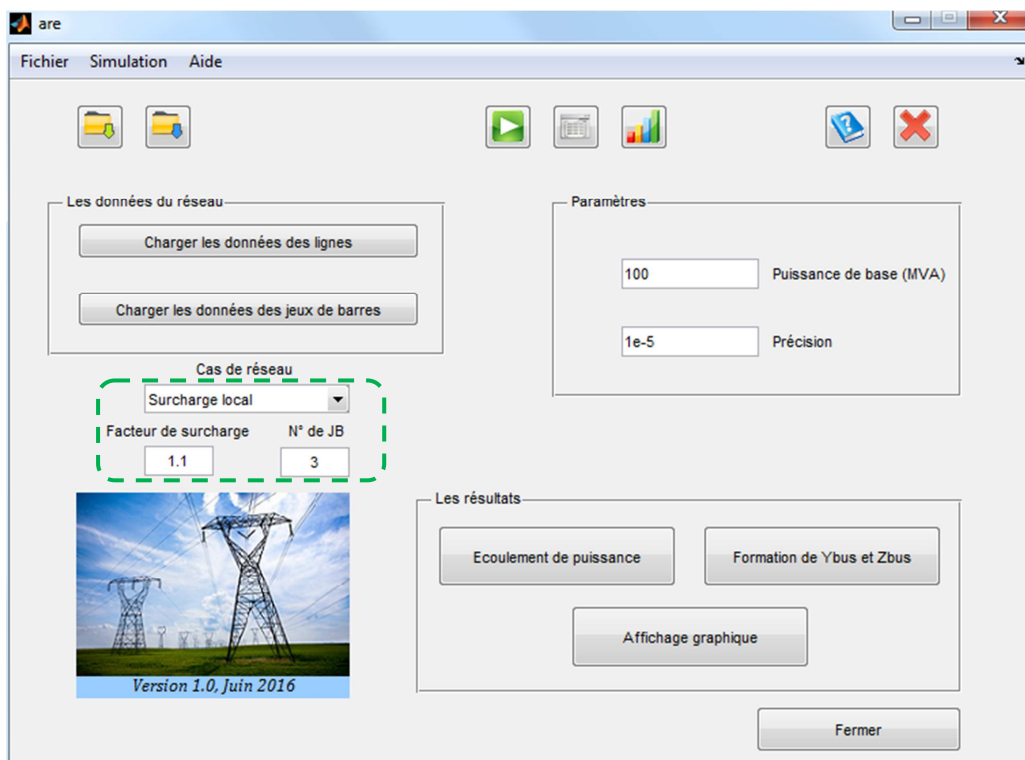 are
Fichier Simulation Aide
Les données du réseau
Charger les données des lignes
Charger les données des jeux de barres
Paramètres
100 Puissance de base (MVA)
1e-5 Précision
Cas de réseau
Surcharge local
Facteur de surcharge N° de JB
1.1 3
Version 1.0, Juin 2016
Les résultats
Ecoulement de puissance
Formation de Ybus et Zbus
Affichage graphique
Fermer